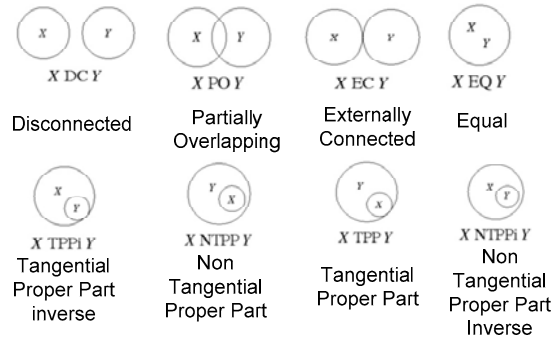 X
Y
X
Y
X
Y
X
Y
X DC Y
X PO Y
X EC Y
X EQ Y
Disconnected
Partially
Overlapping
Externally
Connected
Equal
X
Y
Y
X
Y
X
X
Y
X TPPi Y
X NTPP Y
X TPP Y
X NTPPi Y
Tangential
Proper Part
inverse
Non
Tangential
Proper Part
Tangential
Proper Part
Non
Tangential
Proper Part
Inverse